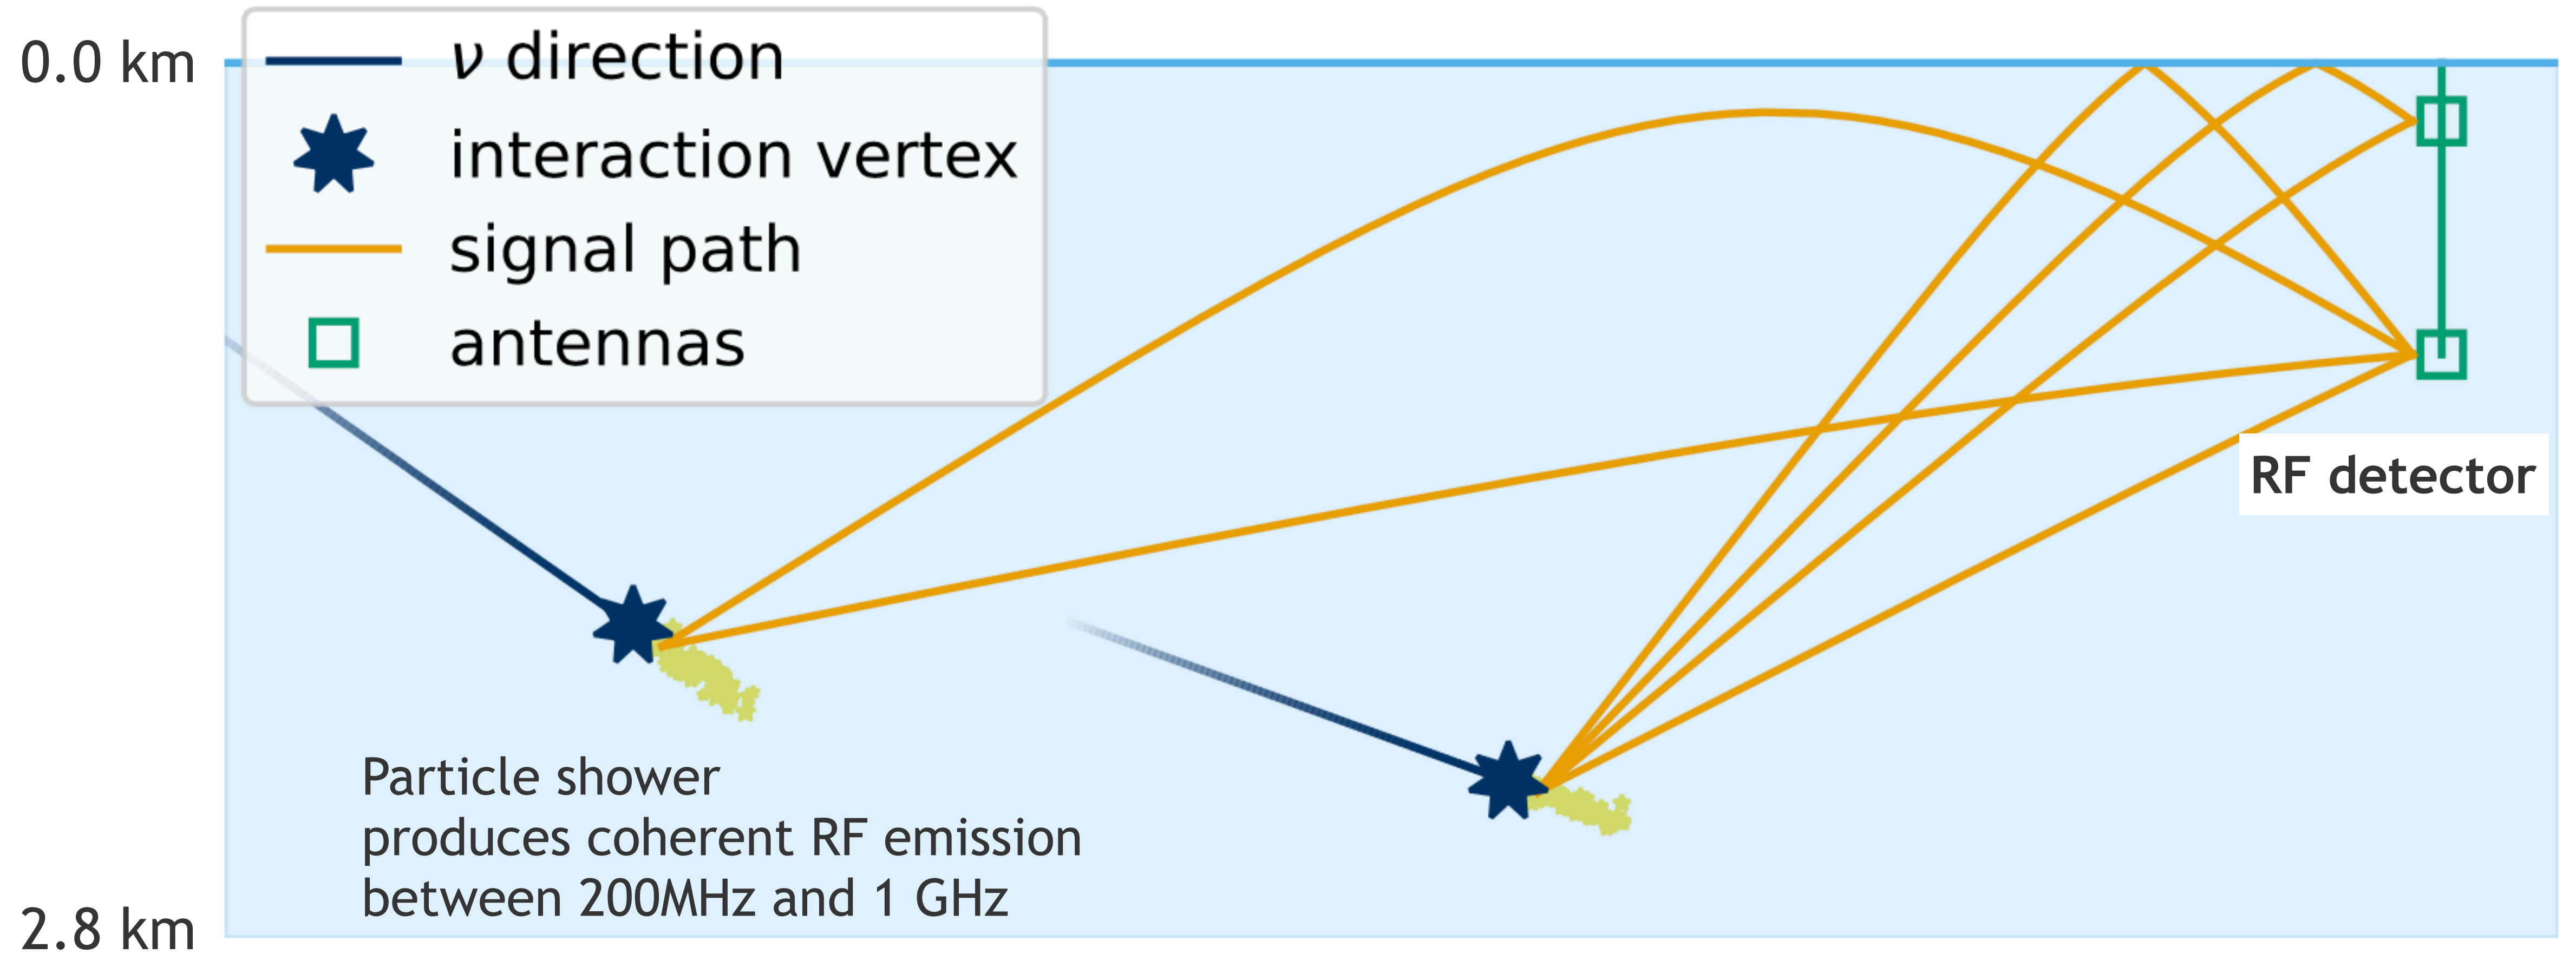 0.0 km
ν direction
interaction vertex
signal path
antennas
RF detector
Particle shower
produces coherent RF emission
between 200MHz and 1 GHz
2.8 km